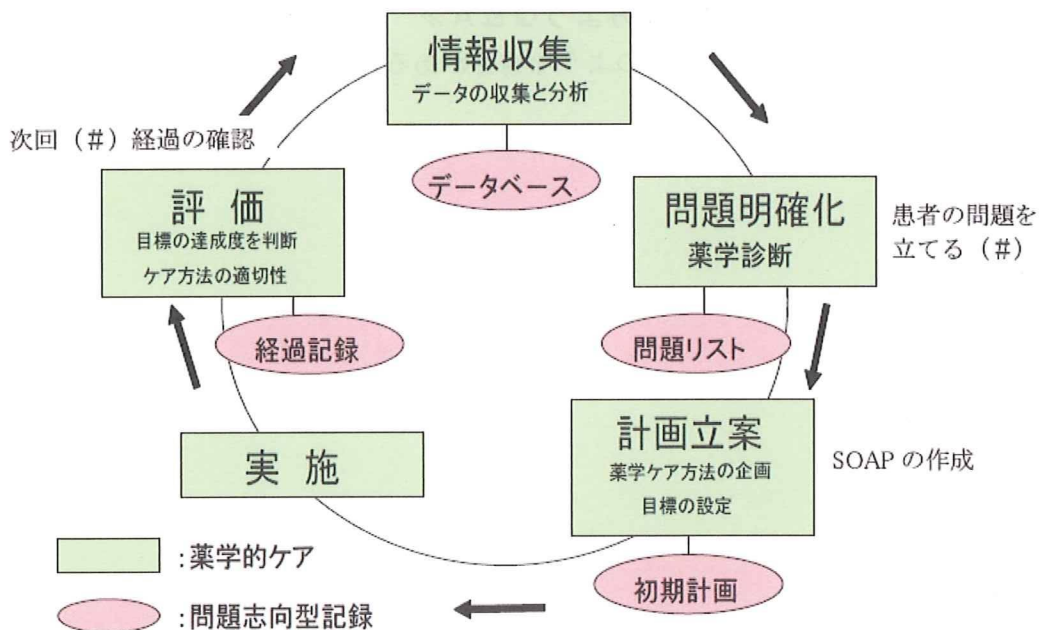 情報収集
データの収集と分析
データベース
次回（＃）経過の確認
評 価
目標の達成度を判断
ケア方法の適切性
経過記録
問題明確化
薬学診断
患者の問題を
立てる（＃）
問題リスト
計画立案
薬学ケア方法の企画
目標の設定
SOAP の作成
初期計画
実 施
：薬学的ケア
：問題志向型記録